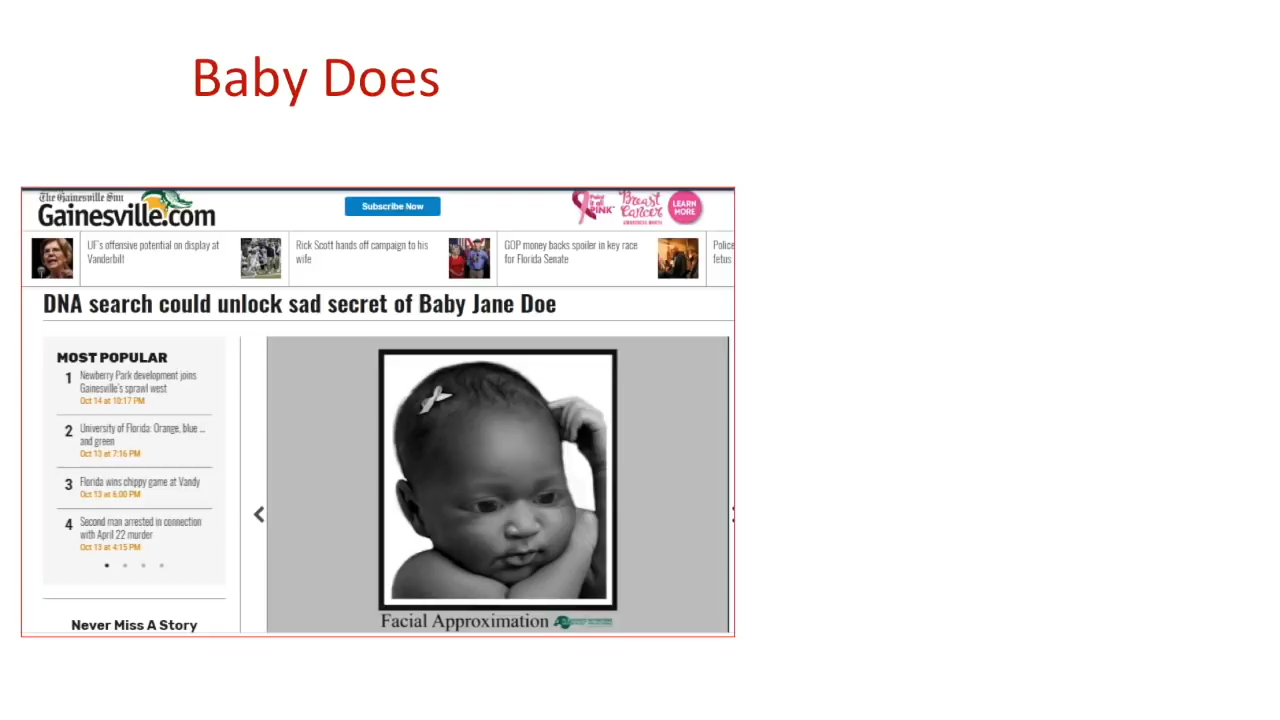 Baby Does
The Gainesville Sun
Gainesville.com
Subscribe Now
Paint it all PINK
Breast Cancer
AWARENESS MONTH
LEARN MORE
UF's offensive potential on display at
Vanderbilt
Rick Scott hands off campaign to his
wife
GOP money backs spoiler in key race
for Florida Senate
Police
fetus
DNA search could unlock sad secret of Baby Jane Doe
MOST POPULAR
1 Newberry Park development joins
Gainesville's sprawl west
Oct 14 at 10:17 PM
2 University of Florida: Orange, blue ...
and green
Oct 13 at 7:16 PM
3 Florida wins chippy game at Vandy
Oct 13 at 6:00 PM
4 Second man arrested in connection
with April 22 murder
Oct 13 at 4:15 PM
Never Miss A Story
Facial Approximation